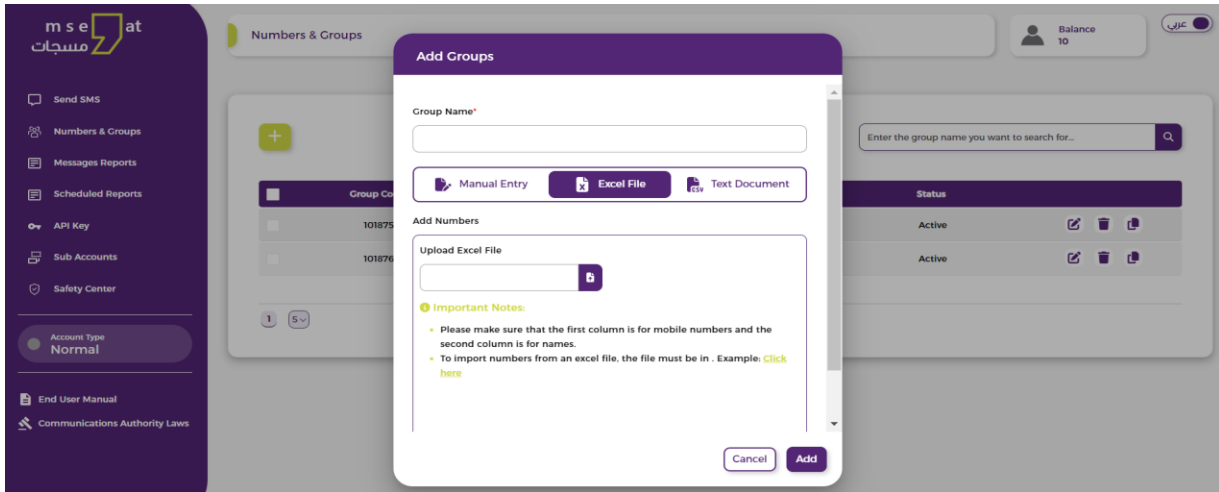 m s e at
مسجات
Send SMS
Numbers & Groups
Messages Reports
Scheduled Reports
API Key
Sub Accounts
Safety Center
Account Type
Normal
End User Manual
Communications Authority Laws
Numbers & Groups
Balance
10
عربي
Enter the group name you want to search for...
Group Co
Status
101875
Active
101876
Active
1
5
Add Groups
Group Name*
Manual Entry
Excel File
CSV
Text Document
Add Numbers
Upload Excel File
Important Notes:
Please make sure that the first column is for mobile numbers and the
second column is for names.
To import numbers from an excel file, the file must be in . Example: Click
here
Cancel
Add